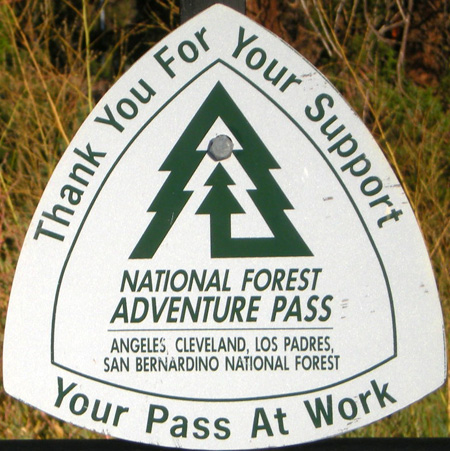 Thank You For Your Support
NATIONAL FOREST
ADVENTURE PASS
ANGELES, CLEVELAND, LOS PADRES,
SAN BERNARDINO NATIONAL FOREST
Your Pass At Work